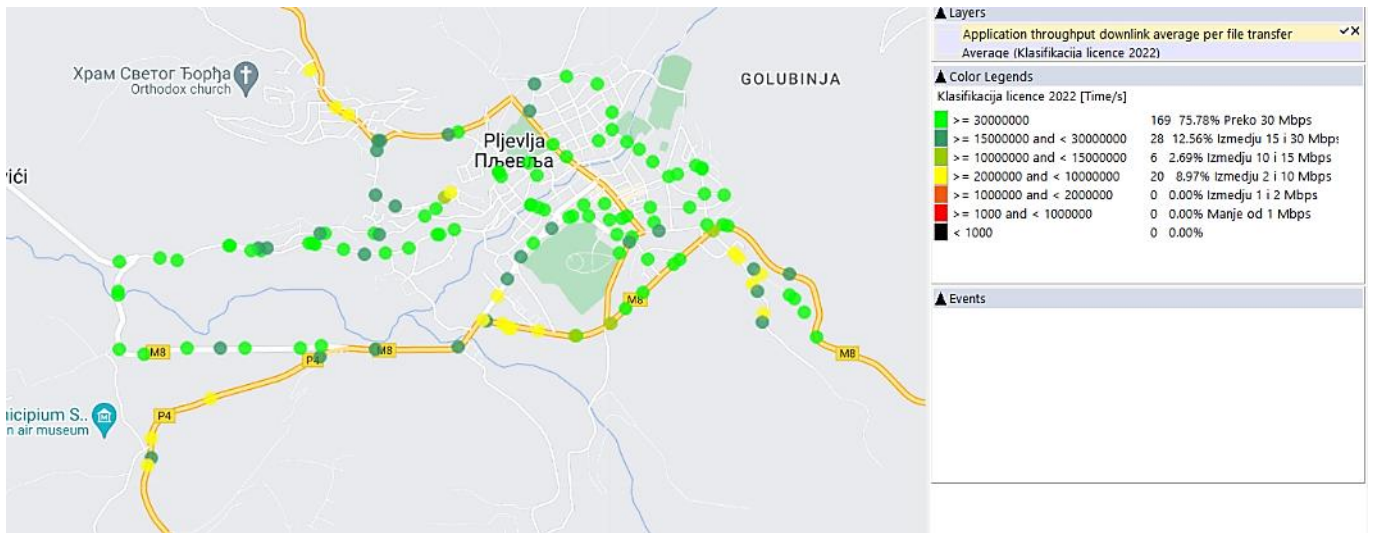 Храм Светог Ђорђа
Orthodox church
GOLUBINJA
Pljevlja
Пљевља
ići
M8
M8
M8
P4
M8
P4
nicipium S..
n air museum
Layers
Application throughput downlink average per file transfer
Average (Klasifikacija licence 2022)
Color Legends
Klasifikacija licence 2022 [Time/s]
>= 30000000 169 75.78% Preko 30 Mbps
>= 15000000 and < 30000000 28 12.56% Izmedju 15 i 30 Mbps
>= 10000000 and < 15000000 6 2.69% Izmedju 10 i 15 Mbps
>= 2000000 and < 10000000 20 8.97% Izmedju 2 i 10 Mbps
>= 1000000 and < 2000000 0 0.00% Izmedju 1 i 2 Mbps
>= 1000 and < 1000000 0 0.00% Manje od 1 Mbps
< 1000 0 0.00%
Events